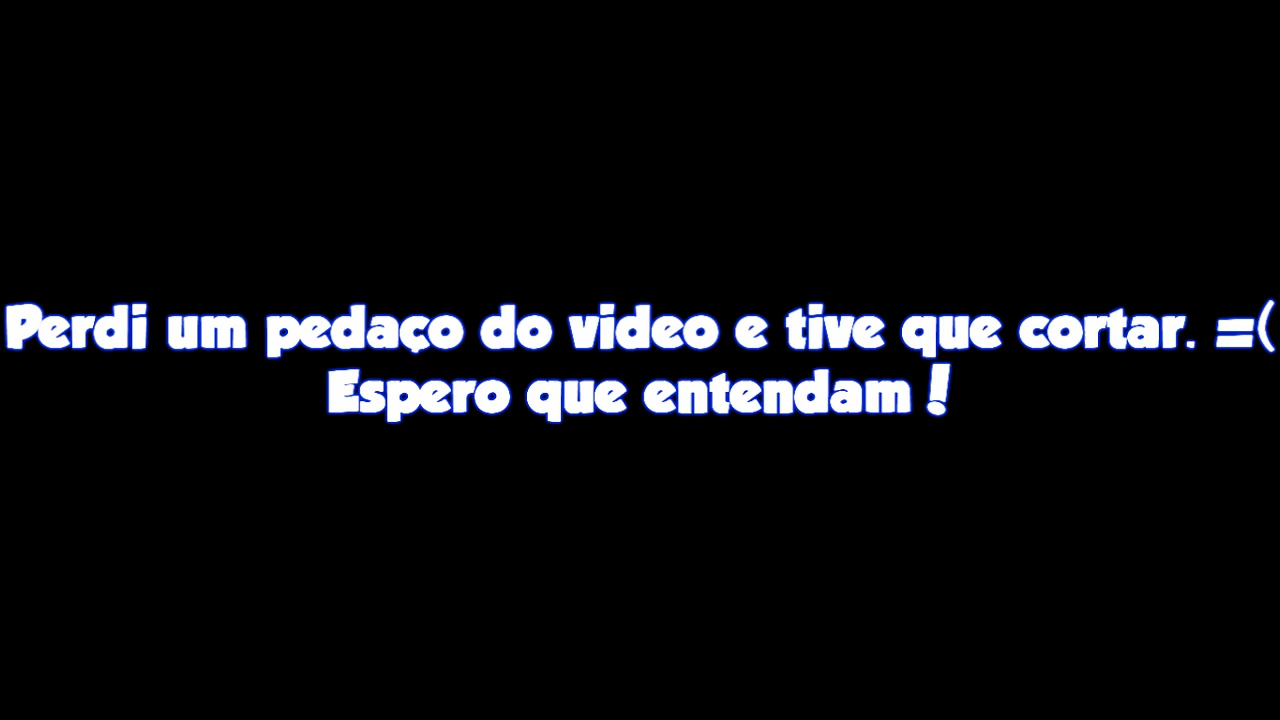 Perdi um pedaço do video e tive que cortar. =(
Espero que entendam!